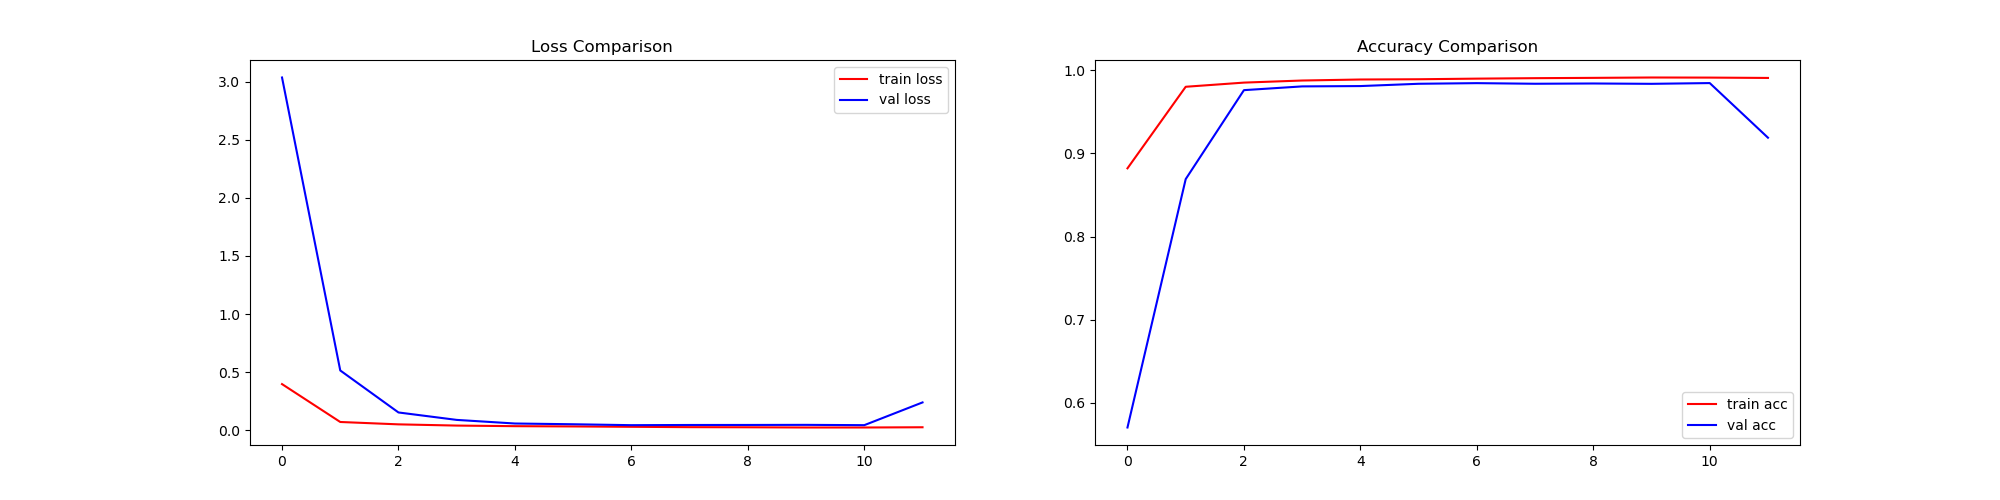 Loss Comparison
3.0
2.5
2.0
1.5
1.0
0.5
0.0
0 2 4 6 8 10
train loss
val loss
Accuracy Comparison
1.0
0.9
0.8
0.7
0.6
0 2 4 6 8 10
train acc
val acc